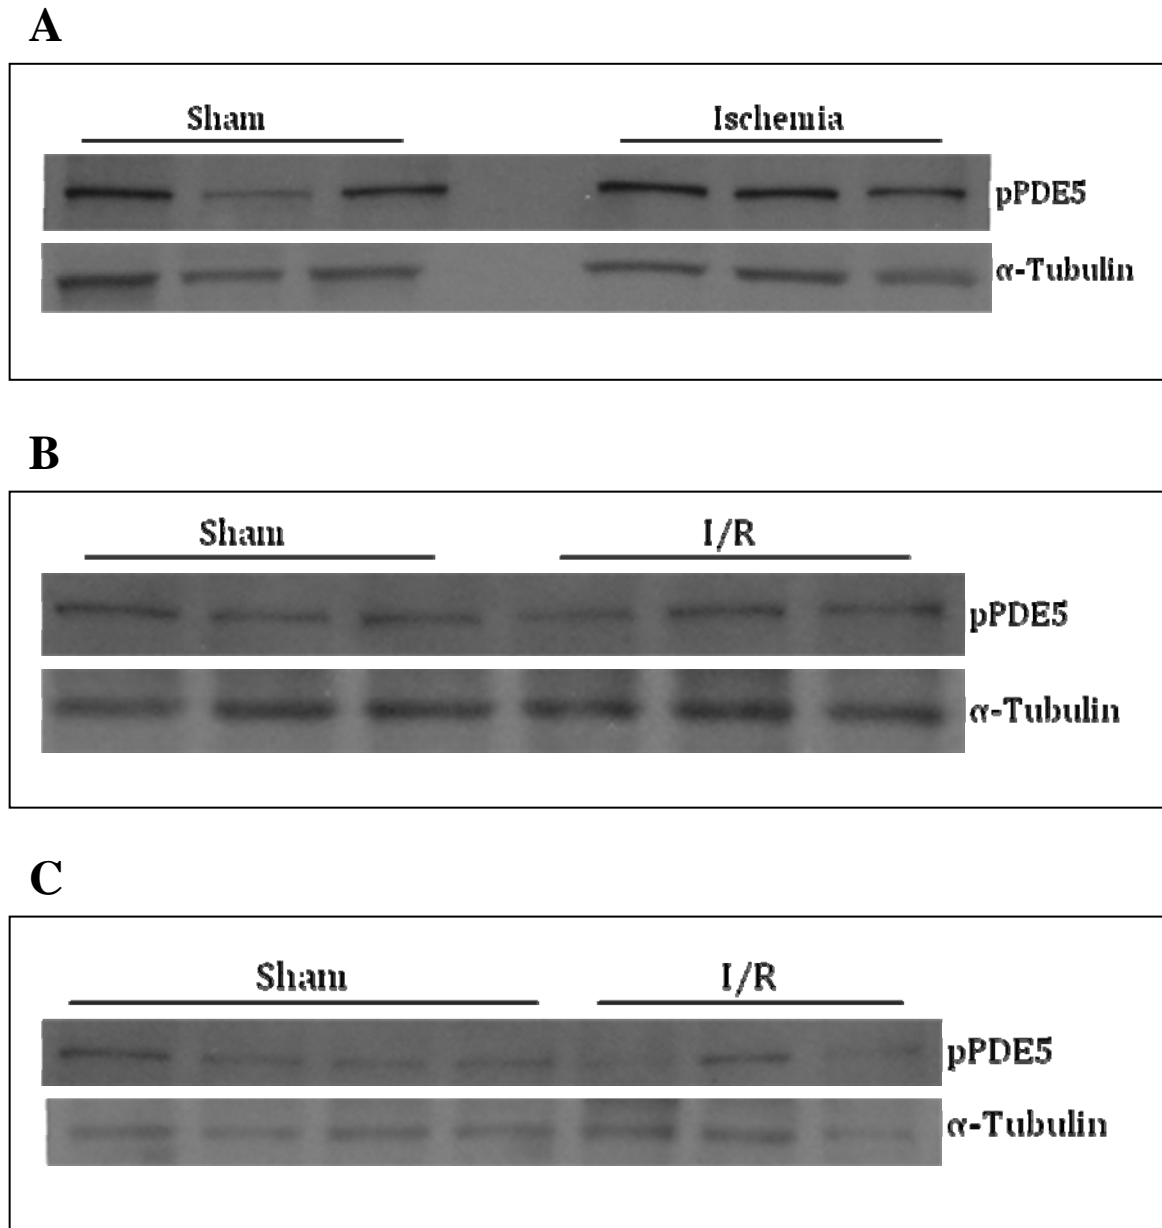 A
Sham Ischemia
pPDE5
α-Tubulin
B
Sham I/R
pPDE5
α-Tubulin
C
Sham I/R
pPDE5
α-Tubulin